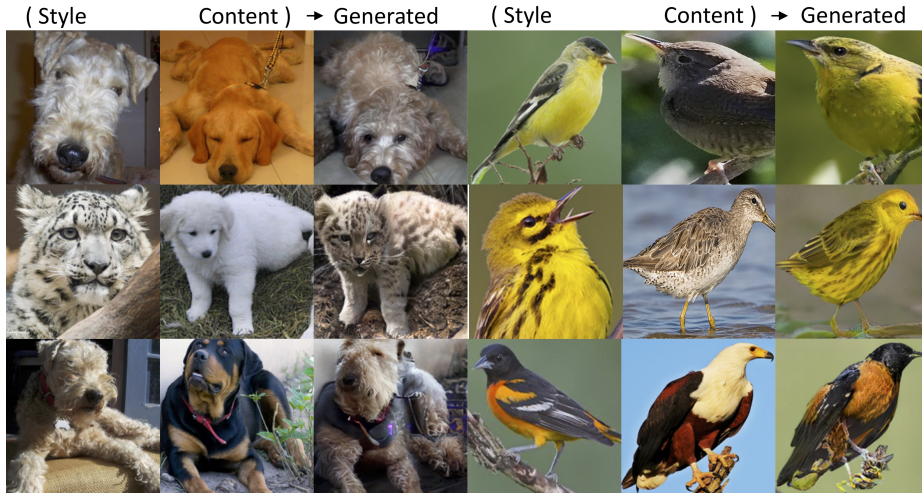 ( Style Content ) → Generated ( Style Content ) → Generated